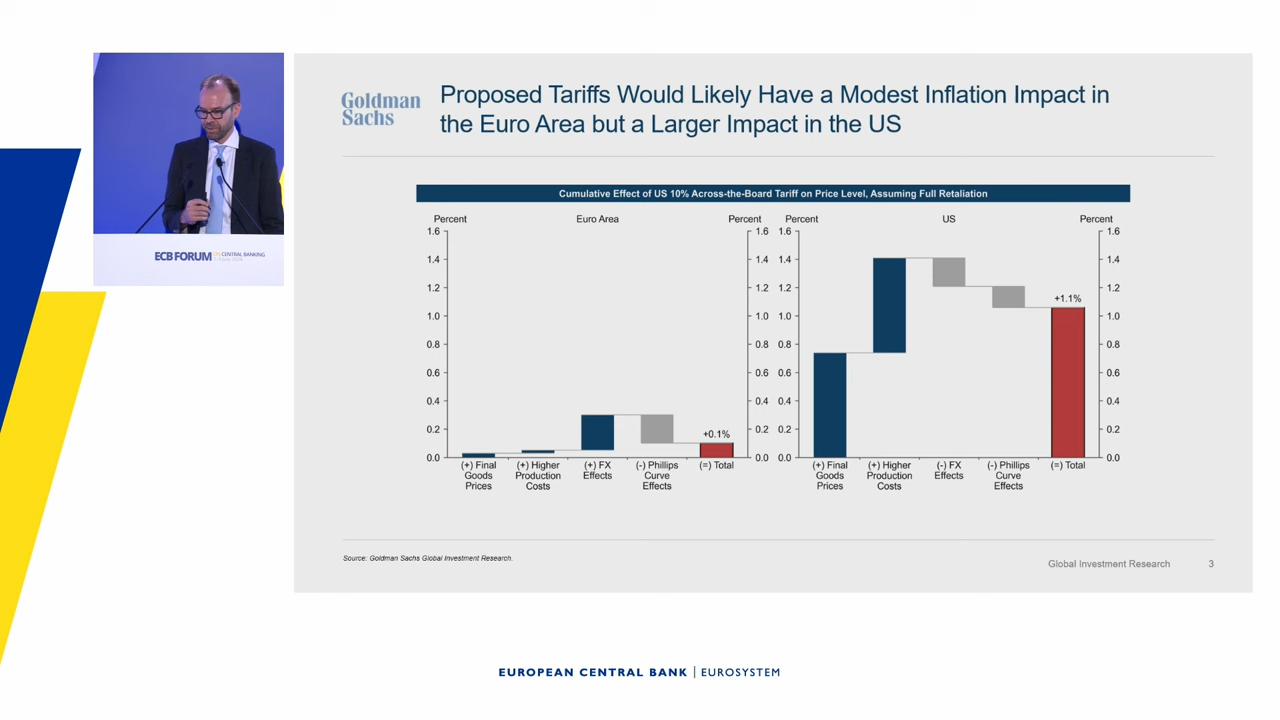 Goldman
Sachs
Proposed Tariffs Would Likely Have a Modest Inflation Impact in
the Euro Area but a Larger Impact in the US
Cumulative Effect of US 10% Across-the-Board Tariff on Price Level, Assuming Full Retaliation
Percent
Euro Area
Percent
1.6
1.4
1.2
1.0
0.8
0.6
0.4
0.2
0.0
1.6
1.4
1.2
1.0
0.8
0.6
0.4
0.2
0.0
+0.1%
(+) Final
Goods
Prices
(+) Higher
Production
Costs
(+) FX
Effects
(-) Phillips
Curve
Effects
(=) Total
Percent
US
Percent
1.6
1.4
1.2
1.0
0.8
0.6
0.4
0.2
0.0
1.6
1.4
1.2
1.0
0.8
0.6
0.4
0.2
0.0
+1.1%
(+) Final
Goods
Prices
(+) Higher
Production
Costs
(-) FX
Effects
(-) Phillips
Curve
Effects
(=) Total
Source: Goldman Sachs Global Investment Research.
Global Investment Research 3
ECB FORUM ON CENTRAL BANKING
EUROPEAN CENTRAL BANK | EUROSYSTEM